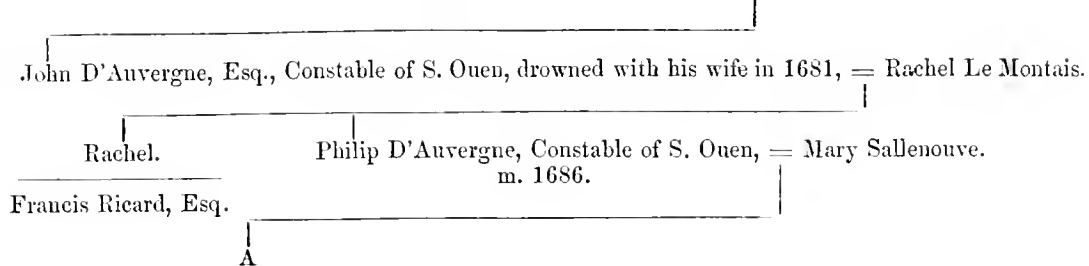 John D'Auvergne, Esq., Constable of S. Ouen, drowned with his wife in 1681, = Rachel Le Montais.
Rachel. Philip D'Auvergne, Constable of S. Ouen, = Mary Sallenouve.
m. 1686.
Francis Ricard, Esq.
A